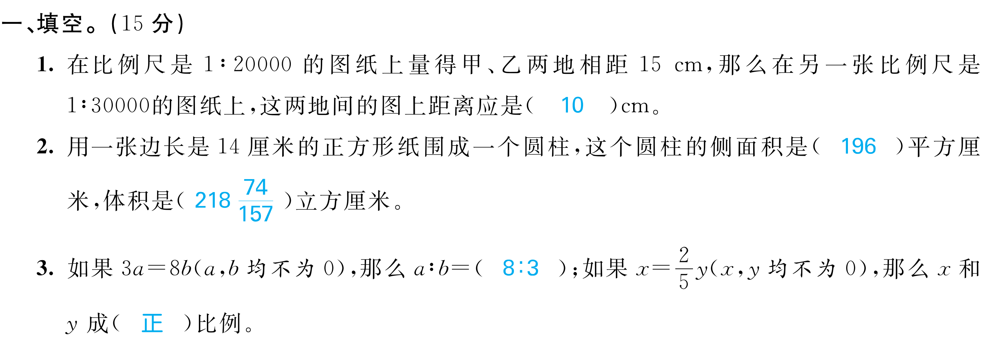 一、填空。(15 分)
1. 在比例尺是 1∶20000 的图纸上量得甲、乙两地相距 15 cm,那么在另一张比例尺是
1∶30000的图纸上,这两地间的图上距离应是( 10 )cm。
2. 用一张边长是 14 厘米的正方形纸围成一个圆柱,这个圆柱的侧面积是( 196 )平方厘
米,体积是( 218 74/157 )立方厘米。
3. 如果 3a=8b(a,b 均不为 0),那么 a∶b=( 8∶3 );如果 x=2/5 y(x,y 均不为 0),那么 x 和
y 成( 正 )比例。